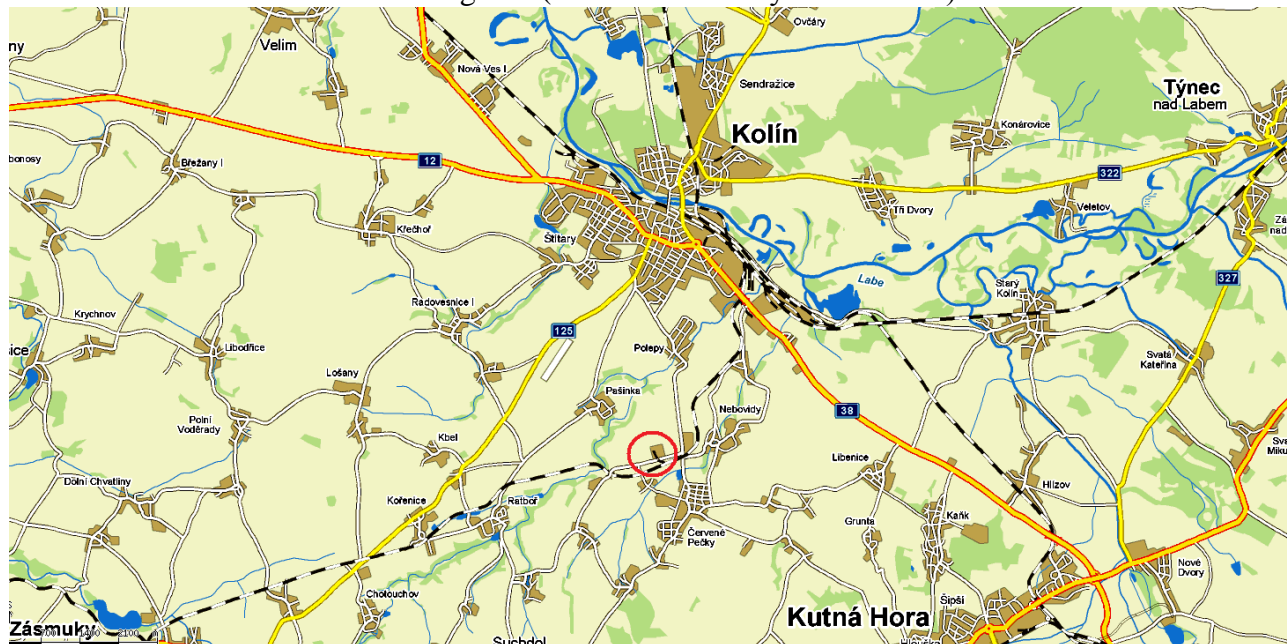 Velim
Ovčáry
Nová Ves I
Sendražice
Týnec
nad Labem
Kolín
Konárovice
12
Břežany I
322
Tři Dvory
Veletov
Křečhoř
Štítary
Labe
327
Starý
Kolín
Radovesnice I
Krychnov
125
Libodřice
Polepy
Svatá
Kateřina
Lošany
Pašinka
38
Polní
Voděrady
Nebovidy
Kbel
Libenice
Dolní Chvatliny
Hlízov
Kořenice
Ratboř
Kaňk
Grunta
Červené
Pečky
Nové
Dvory
Cholouchov
Šipší
Kutná Hora
Zásmuky
Suchdol